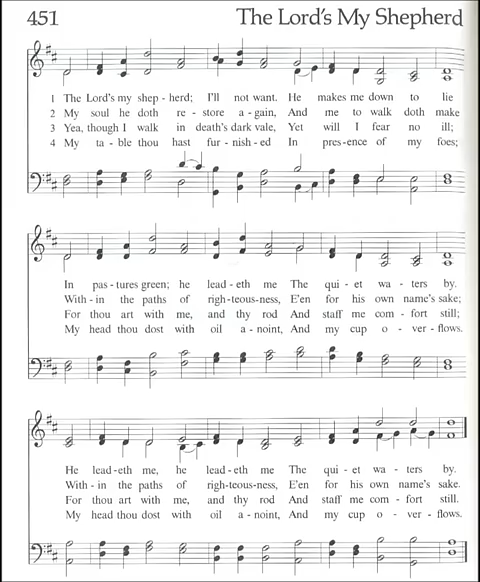 451 The Lord's My Shepherd
1 The Lord's my shep - herd; I'll not want. He makes me down to lie
2 My soul he doth re - store a - gain, And me to walk doth make
3 Yea, though I walk in death's dark vale, Yet will I fear no ill;
4 My ta - ble thou hast fur - nish - ed In pres - ence of my foes;
In pas - tures green; he lead - eth me The qui - et wa - ters by.
With - in the paths of righ - teous - ness, E'en for his own name's sake;
For thou art with me, and thy rod And staff me com - fort still;
My head thou dost with oil a - noint, And my cup o - ver - flows.
He lead - eth me, he lead - eth me The qui - et wa - ters by.
With - in the paths of righ - teous - ness, E'en for his own name's sake.
For thou art with me, and thy rod And staff me com - fort still.
My head thou dost with oil a - noint, And my cup o - ver - flows.